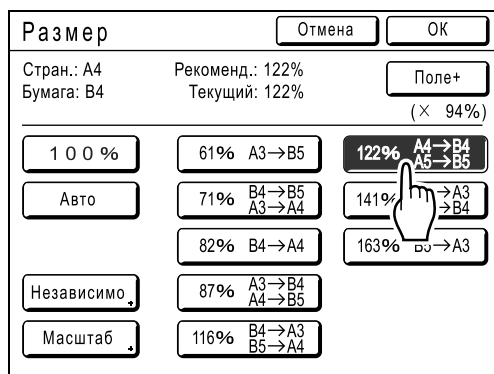 Размер
Отмена
ОК
Стран.: A4
Рекоменд.: 122%
Поле+
Бумага: B4
Текущий: 122%
(× 94%)
100%
61% A3→B5
122% A4→B4
A5→B5
Авто
71% B4→B5
A3→A4
141% →A3
→B4
82% B4→A4
163% →A3
Независимо
87% A3→B4
A4→B5
Масштаб
116% B4→A3
B5→A4